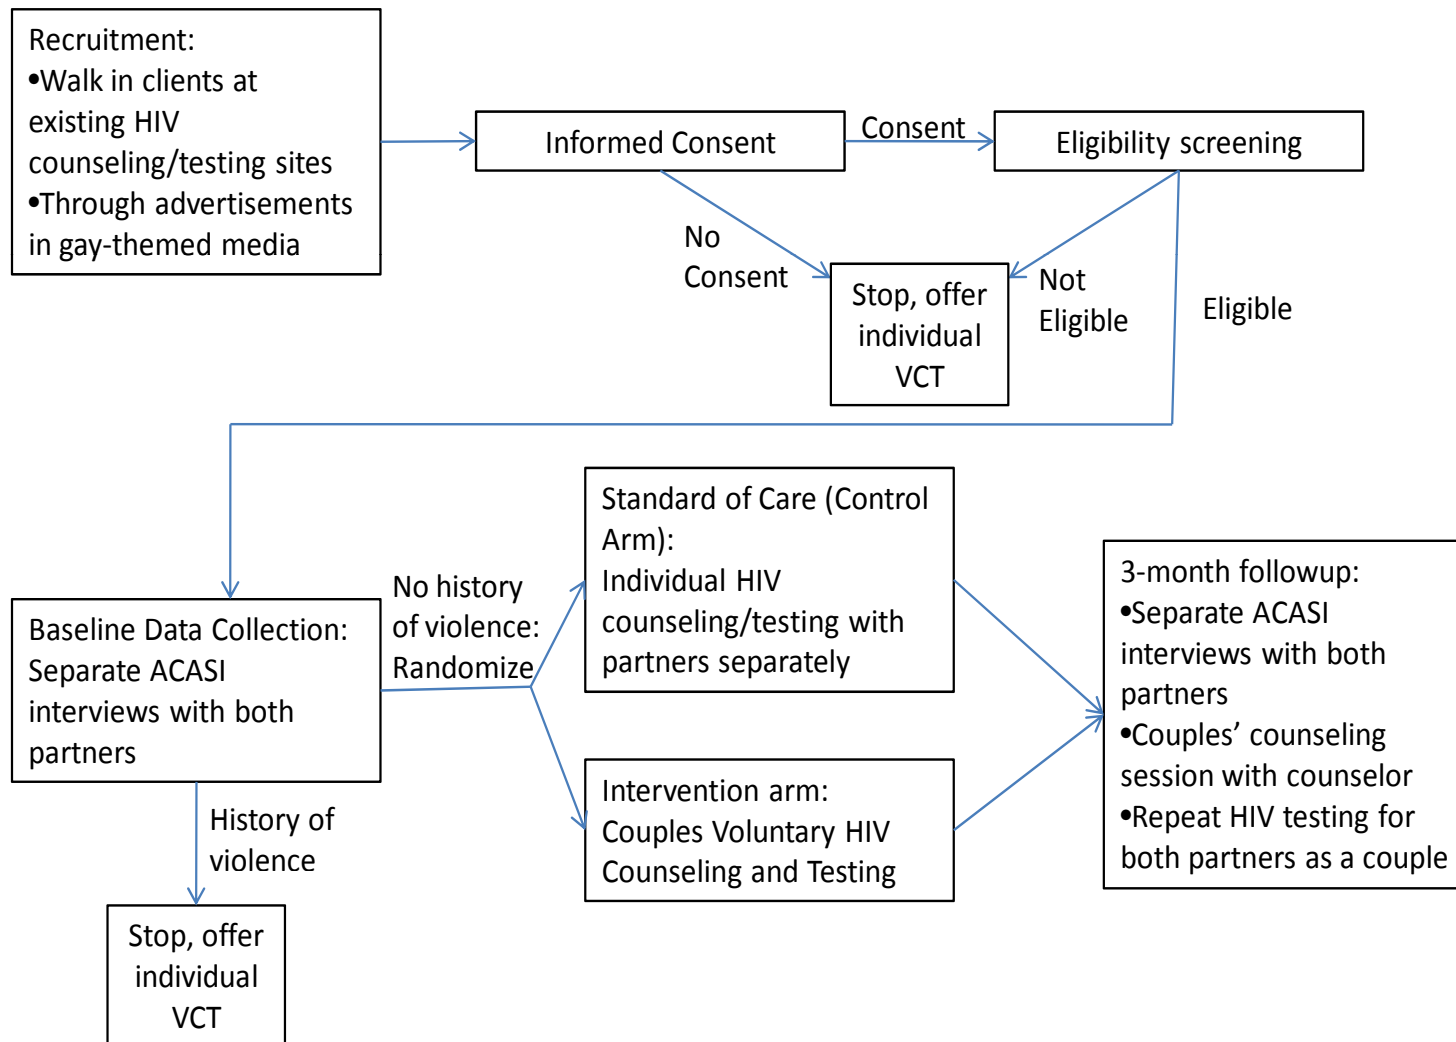 Recruitment:
•Walk in clients at
existing HIV
counseling/testing sites
•Through advertisements
in gay-themed media
Informed Consent
Consent
Eligibility screening
No
Consent
Stop, offer
individual
VCT
Not
Eligible
Eligible
Baseline Data Collection:
Separate ACASI
interviews with both
partners
No history
of violence:
Randomize
History of
violence
Stop, offer
individual
VCT
Standard of Care (Control
Arm):
Individual HIV
counseling/testing with
partners separately
Intervention arm:
Couples Voluntary HIV
Counseling and Testing
3-month followup:
•Separate ACASI
interviews with both
partners
•Couples’ counseling
session with counselor
•Repeat HIV testing for
both partners as a couple